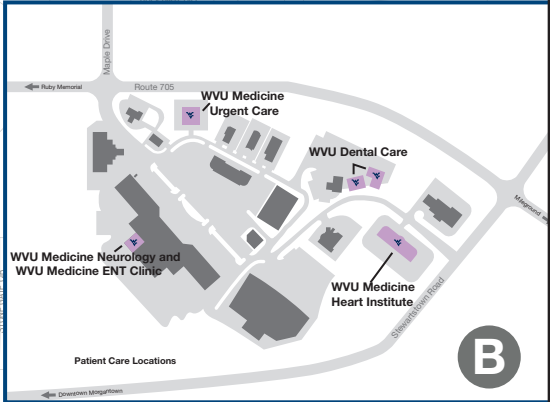 Maple Drive
Ruby Memorial
Route 705
WVU Medicine
Urgent Care
WVU Dental Care
Mileground
WVU Medicine Neurology and
WVU Medicine ENT Clinic
WVU Medicine
Heart Institute
Stewartstown Road
Patient Care Locations
B
Downtown Morgantown